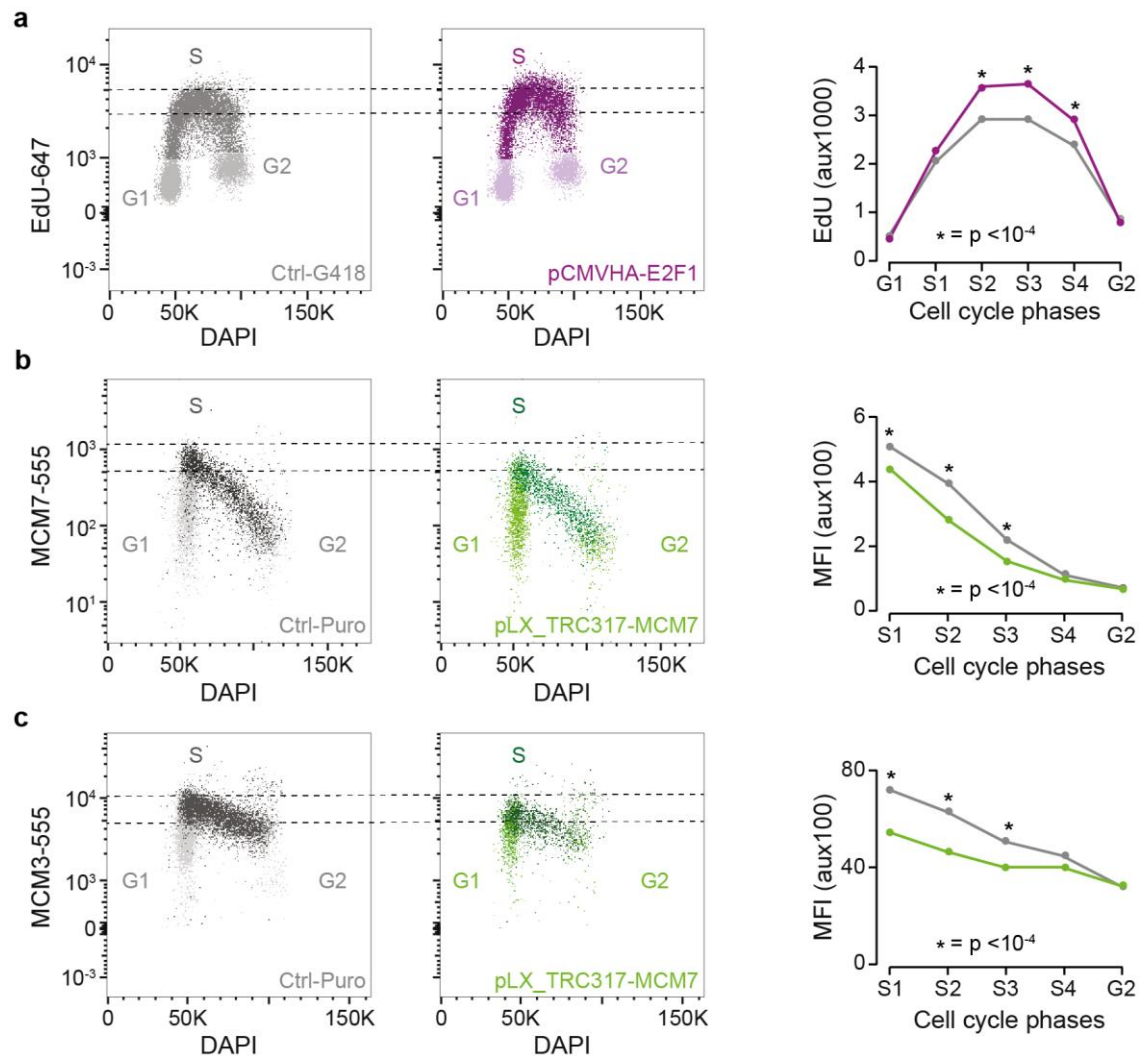 a
EdU-647
10⁴
10³
0
10⁻³
S
G1
G2
Ctrl-G418
0 50K 150K
DAPI
S
G2
G1
pCMVHA-E2F1
0 50K 150K
DAPI
EdU (aux1000)
4
3
2
1
0
* * *
* = p <10⁻⁴
G1 S1 S2 S3 S4 G2
Cell cycle phases
b
MCM7-555
10³
10²
10¹
S
G1
G2
Ctrl-Puro
0 50K 150K
DAPI
S
G1
G2
pLX_TRC317-MCM7
0 50K 150K
DAPI
MFI (aux100)
6
4
2
0
* * *
* = p <10⁻⁴
S1 S2 S3 S4 G2
Cell cycle phases
c
MCM3-555
10⁴
10³
0
10⁻³
S
G1
G2
Ctrl-Puro
0 50K 150K
DAPI
S
G1
G2
pLX_TRC317-MCM7
0 50K 150K
DAPI
MFI (aux100)
80
40
0
* * *
* = p <10⁻⁴
S1 S2 S3 S4 G2
Cell cycle phases